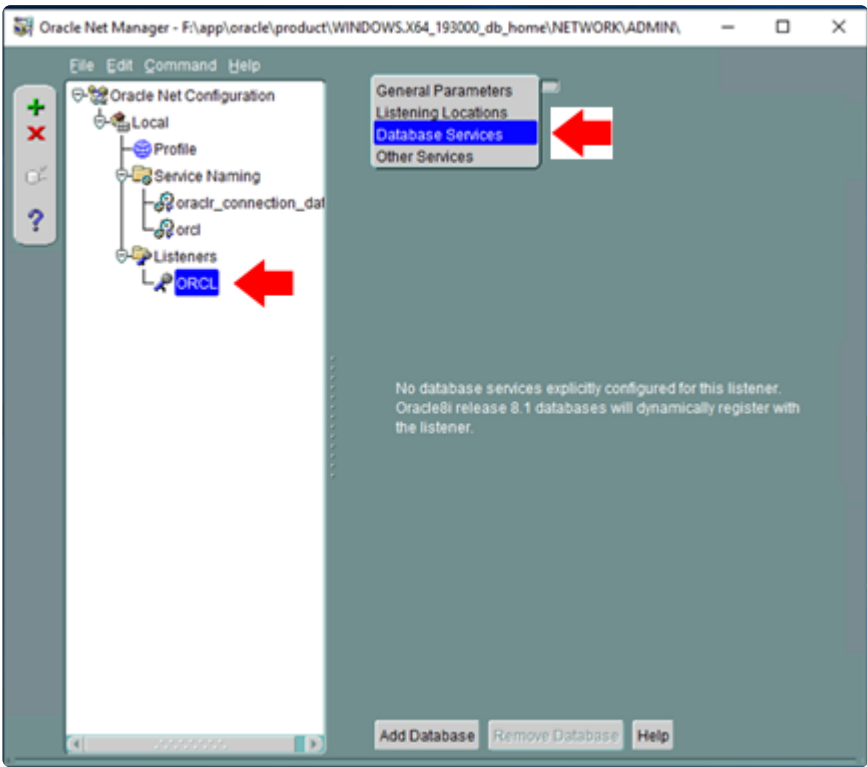 Oracle Net Manager - F:\app\oracle\product\WINDOWS.X64_193000_db_home\NETWORK\ADMIN\
File Edit Command Help
Oracle Net Configuration
Local
Profile
Service Naming
oraclr_connection_dat
orcl
Listeners
ORCL
General Parameters
Listening Locations
Database Services
Other Services
No database services explicitly configured for this listener.
Oracle8i release 8.1 databases will dynamically register with
the listener.
Add Database Remove Database Help